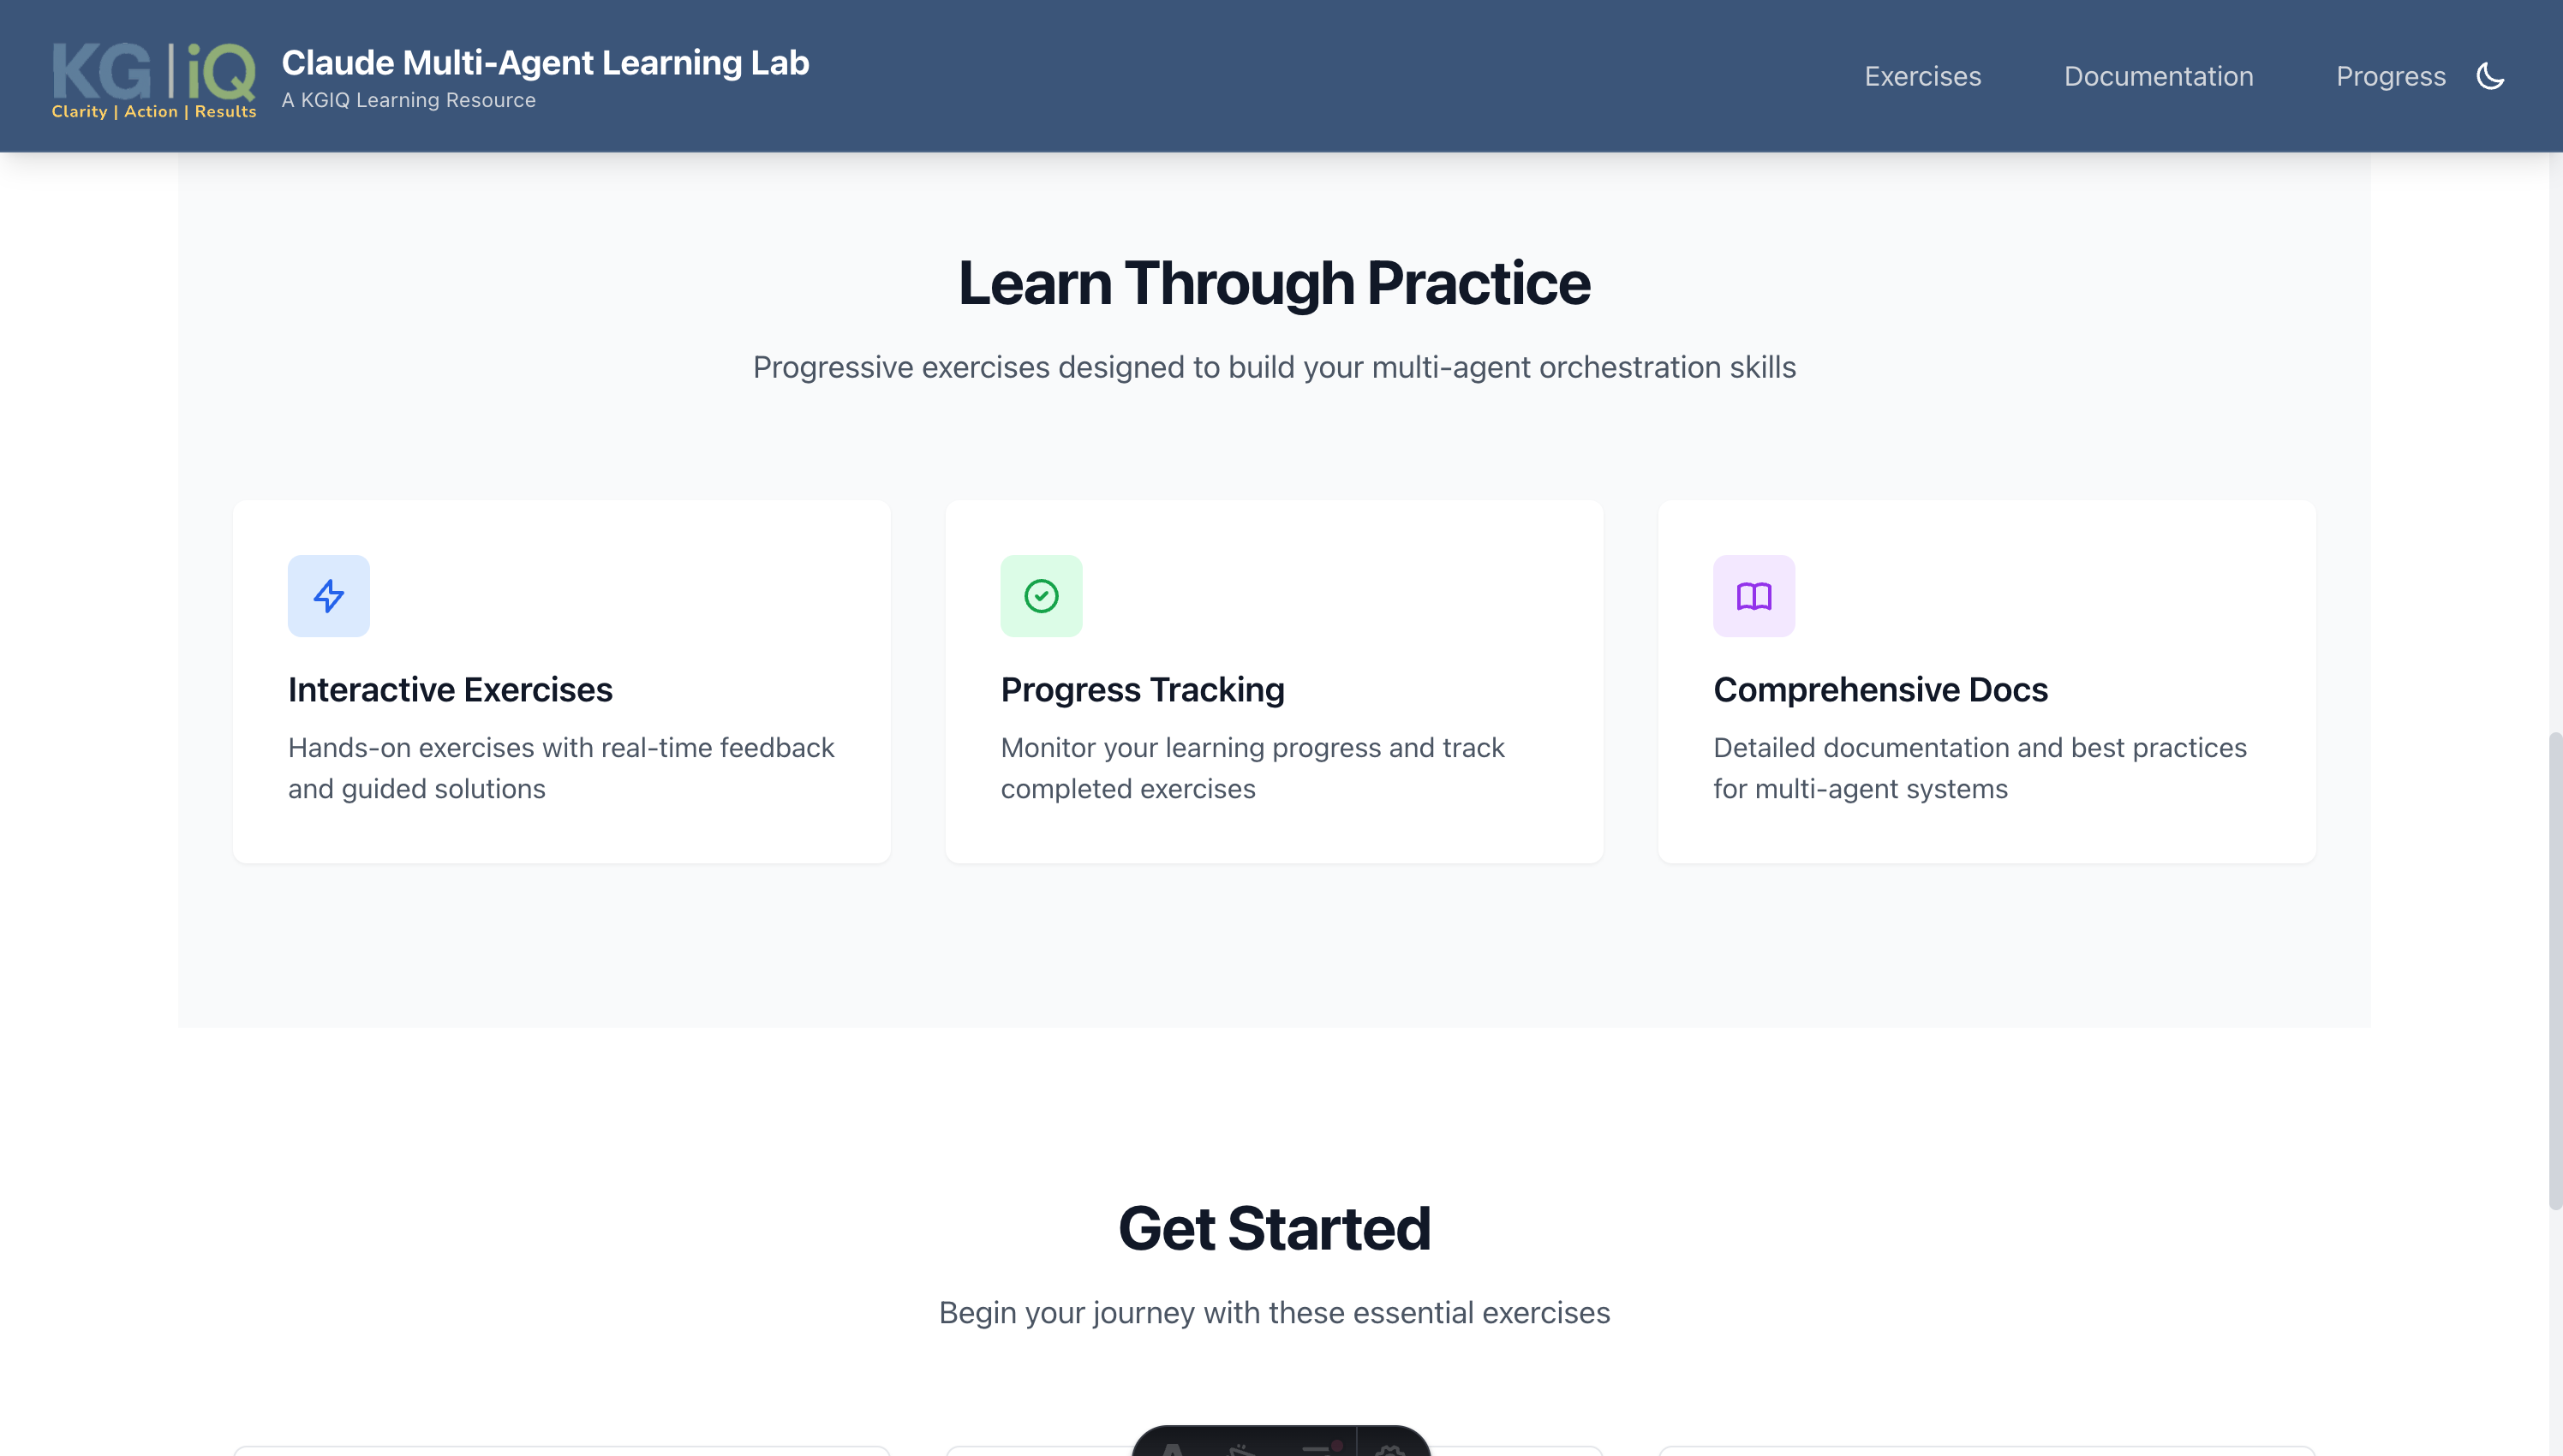 KG|iQ
Clarity | Action | Results
Claude Multi-Agent Learning Lab
A KGIQ Learning Resource
Exercises
Documentation
Progress
Learn Through Practice
Progressive exercises designed to build your multi-agent orchestration skills
Interactive Exercises
Hands-on exercises with real-time feedback
and guided solutions
Progress Tracking
Monitor your learning progress and track
completed exercises
Comprehensive Docs
Detailed documentation and best practices
for multi-agent systems
Get Started
Begin your journey with these essential exercises